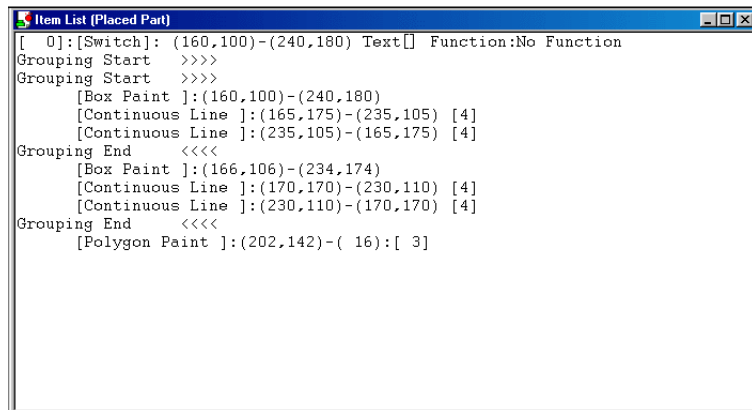 Item List (Placed Part)
[  0]:[Switch]: (160,100)-(240,180) Text[] Function:No Function
Grouping Start   >>>>
Grouping Start   >>>>
      [Box Paint ]:(160,100)-(240,180)
      [Continuous Line ]:(165,175)-(235,105) [4]
      [Continuous Line ]:(235,105)-(165,175) [4]
Grouping End     <<<<
      [Box Paint ]:(166,106)-(234,174)
      [Continuous Line ]:(170,170)-(230,110) [4]
      [Continuous Line ]:(230,110)-(170,170) [4]
Grouping End     <<<<
      [Polygon Paint ]:(202,142)-( 16):[ 3]